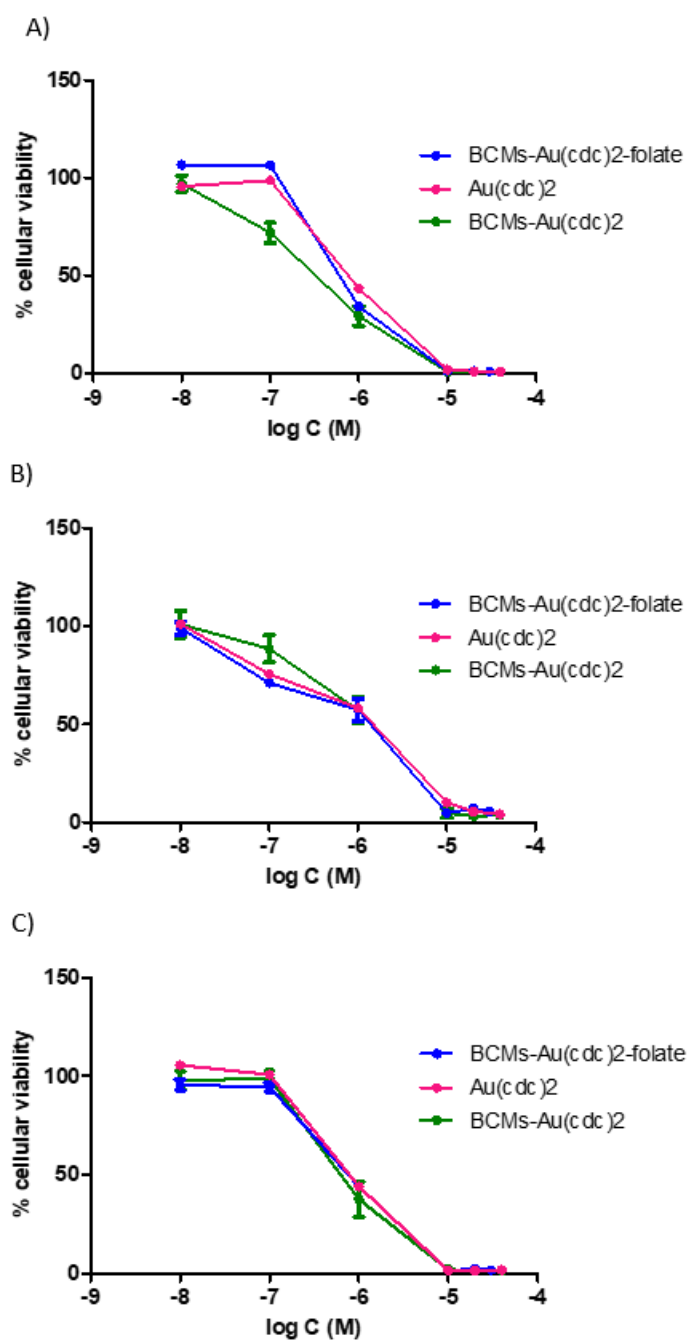 A)
150
100
50
0
% cellular viability
-9 -8 -7 -6 -5 -4
log C (M)
BCMs-Au(cdc)2-folate
Au(cdc)2
BCMs-Au(cdc)2
B)
150
100
50
0
% cellular viability
-9 -8 -7 -6 -5 -4
log C (M)
BCMs-Au(cdc)2-folate
Au(cdc)2
BCMs-Au(cdc)2
C)
150
100
50
0
% cellular viability
-9 -8 -7 -6 -5 -4
log C (M)
BCMs-Au(cdc)2-folate
Au(cdc)2
BCMs-Au(cdc)2